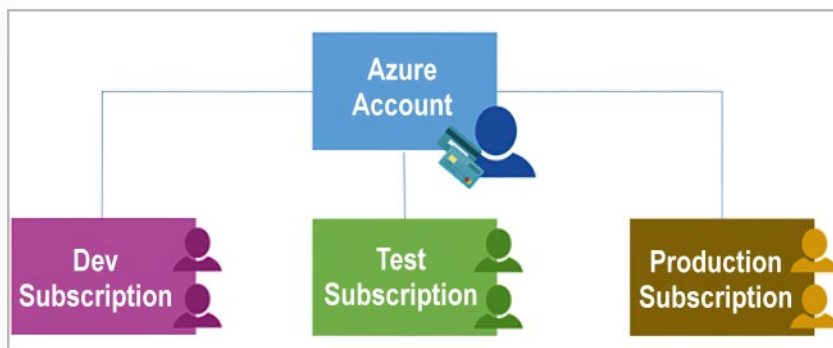 Azure
Account
Dev
Subscription
Test
Subscription
Production
Subscription